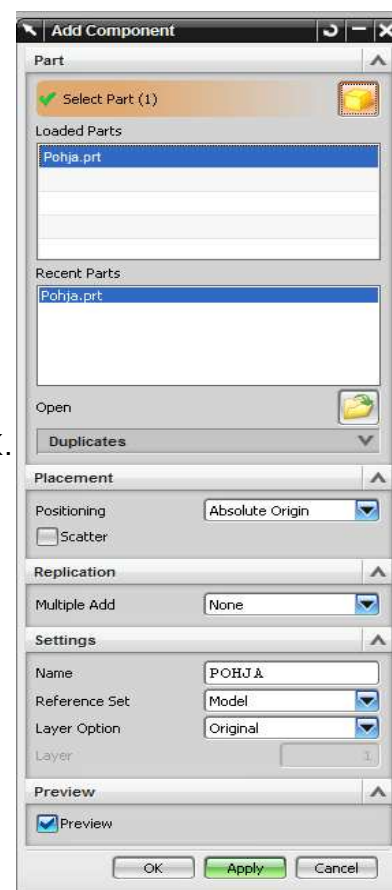 Add Component
Part
Select Part (1)
Loaded Parts
Pohja.prt
Recent Parts
Pohja.prt
Open
Duplicates
Placement
Positioning Absolute Origin
Scatter
Replication
Multiple Add None
Settings
Name POHJA
Reference Set Model
Layer Option Original
Layer 1
Preview
Preview
OK Apply Cancel